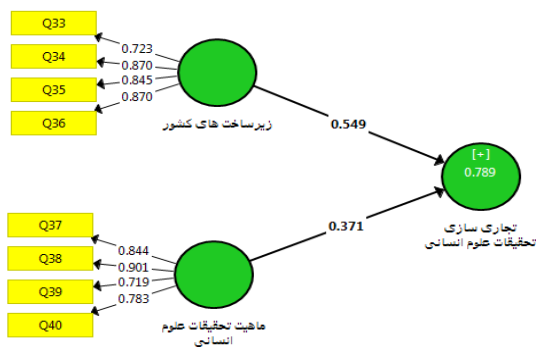 Q33
Q34
Q35
Q36
0.723
0.870
0.845
0.870
زیرساخت های کشور
0.549
[+]
0.789
تجاری سازی
تحقیقات علوم انسانی
0.371
Q37
Q38
Q39
Q40
0.844
0.901
0.719
0.783
ماهیت تحقیقات علوم
انسانی